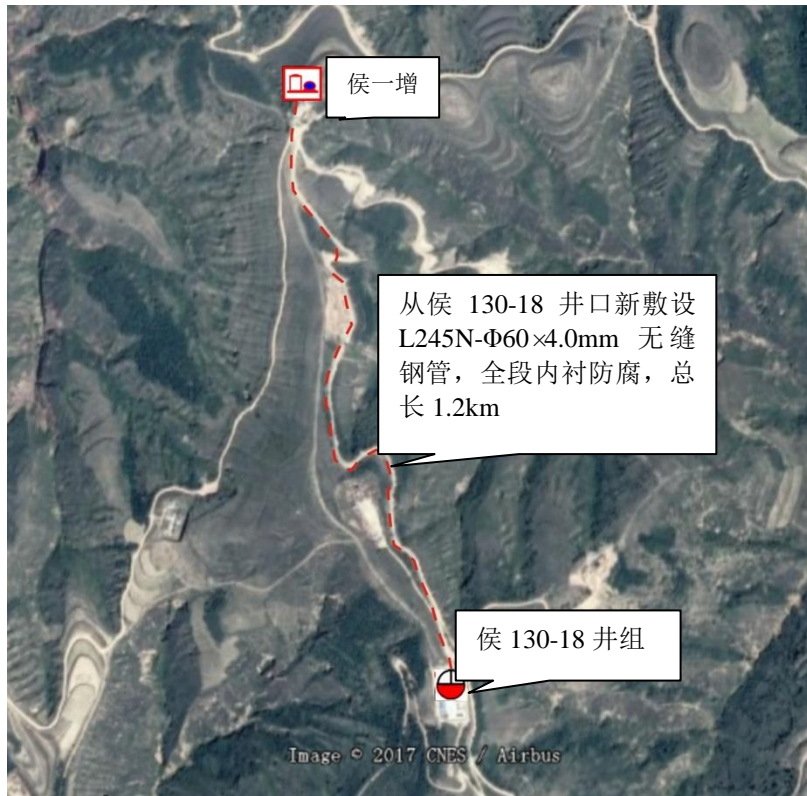 侯一增
从侯 130-18 井口新敷设
L245N-Φ60×4.0mm 无缝
钢管，全段内衬防腐，总
长 1.2km
侯 130-18 井组
Image © 2017 CNES / Airbus